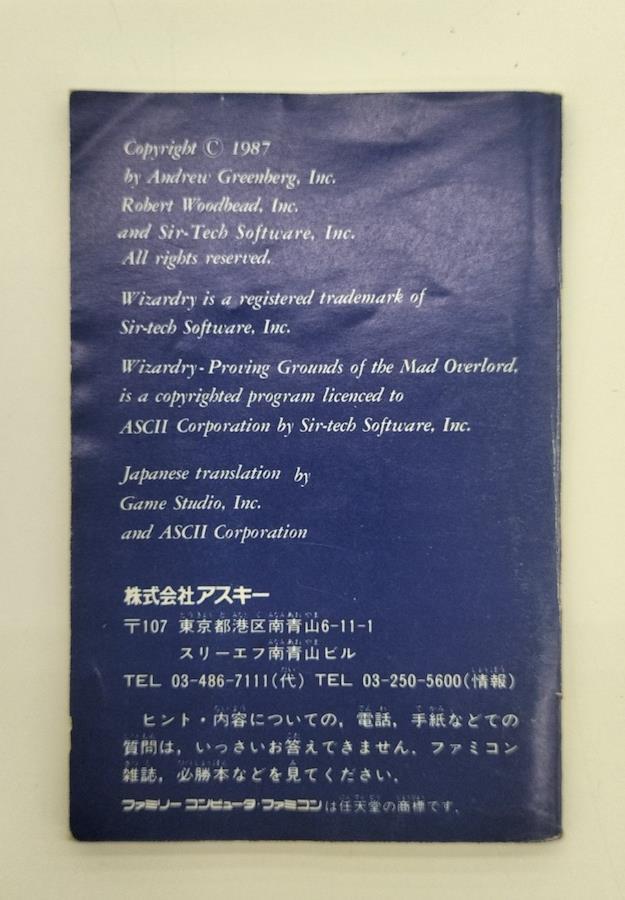 Copyright © 1987
by Andrew Greenberg, Inc.
Robert Woodhead, Inc.
and Sir-Tech Software, Inc.
All rights reserved.
Wizardry is a registered trademark of
Sir-tech Software, Inc.
Wizardry-Proving Grounds of the Mad Overlord,
is a copyrighted program licenced to
ASCII Corporation by Sir-tech Software, Inc.
Japanese translation by
Game Studio, Inc.
and ASCII Corporation
株式会社アスキー
〒107 東京都港区南青山6-11-1
スリーエフ南青山ビル
TEL 03-486-7111(代) TEL 03-250-5600(情報)
ヒント・内容についての，電話，手紙などでの
質問は，いっさいお答えできません．ファミコン
雑誌，必勝本などを見てください．
ファミリーコンピュータ・ファミコンは任天堂の商標です．